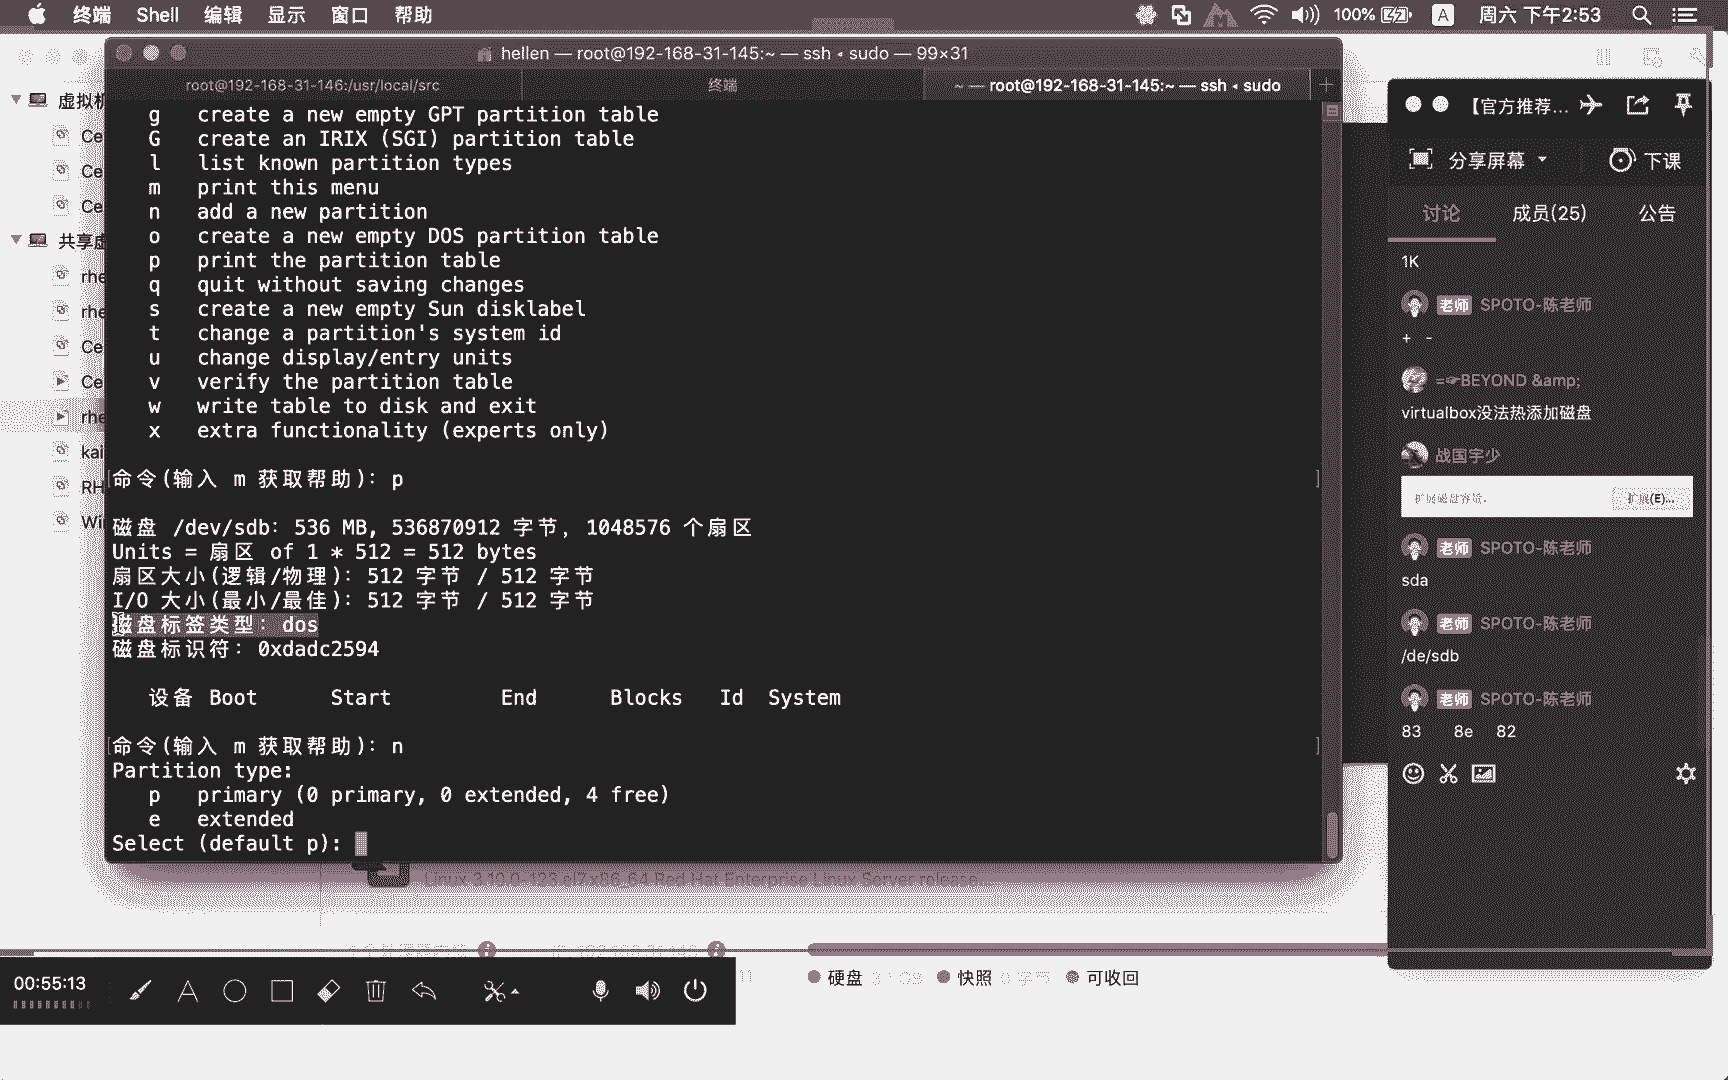 终端 Shell 编辑 显示 窗口 帮助
100% A 周六 下午2:53
hellen — root@192-168-31-145:~ — ssh ◂ sudo — 99×31
root@192-168-31-146:/usr/local/src
终端
~ — root@192-168-31-145:~ — ssh ◂ sudo
虚拟机
Ce
Ce
Ce
共享虚
rhe
rhe
Ce
Ce
rhe
kai
RH
Wi
g create a new empty GPT partition table
G create an IRIX (SGI) partition table
l list known partition types
m print this menu
n add a new partition
o create a new empty DOS partition table
p print the partition table
q quit without saving changes
s create a new empty Sun disklabel
t change a partition's system id
u change display/entry units
v verify the partition table
w write table to disk and exit
x extra functionality (experts only)
命令(输入 m 获取帮助)：p
磁盘 /dev/sdb：536 MB, 536870912 字节，1048576 个扇区
Units = 扇区 of 1 * 512 = 512 bytes
扇区大小(逻辑/物理)：512 字节 / 512 字节
I/O 大小(最小/最佳)：512 字节 / 512 字节
磁盘标签类型：dos
磁盘标识符：0xdadc2594
设备 Boot Start End Blocks Id System
命令(输入 m 获取帮助)：n
Partition type:
p primary (0 primary, 0 extended, 4 free)
e extended
Select (default p):
Linux 3.10.0-123.el7.x86_64 Red Hat Enterprise Linux Server release...
硬盘
快照
可收回
00:55:13
【官方推荐...
分享屏幕 下课
讨论 成员(25) 公告
1K
老师 SPOTO-陈老师
+ -
=☞BEYOND &amp;
virtualbox没法热添加磁盘
战国宇少
扩展磁盘容量. 扩展(E)...
老师 SPOTO-陈老师
sda
老师 SPOTO-陈老师
/de/sdb
老师 SPOTO-陈老师
83 8e 82